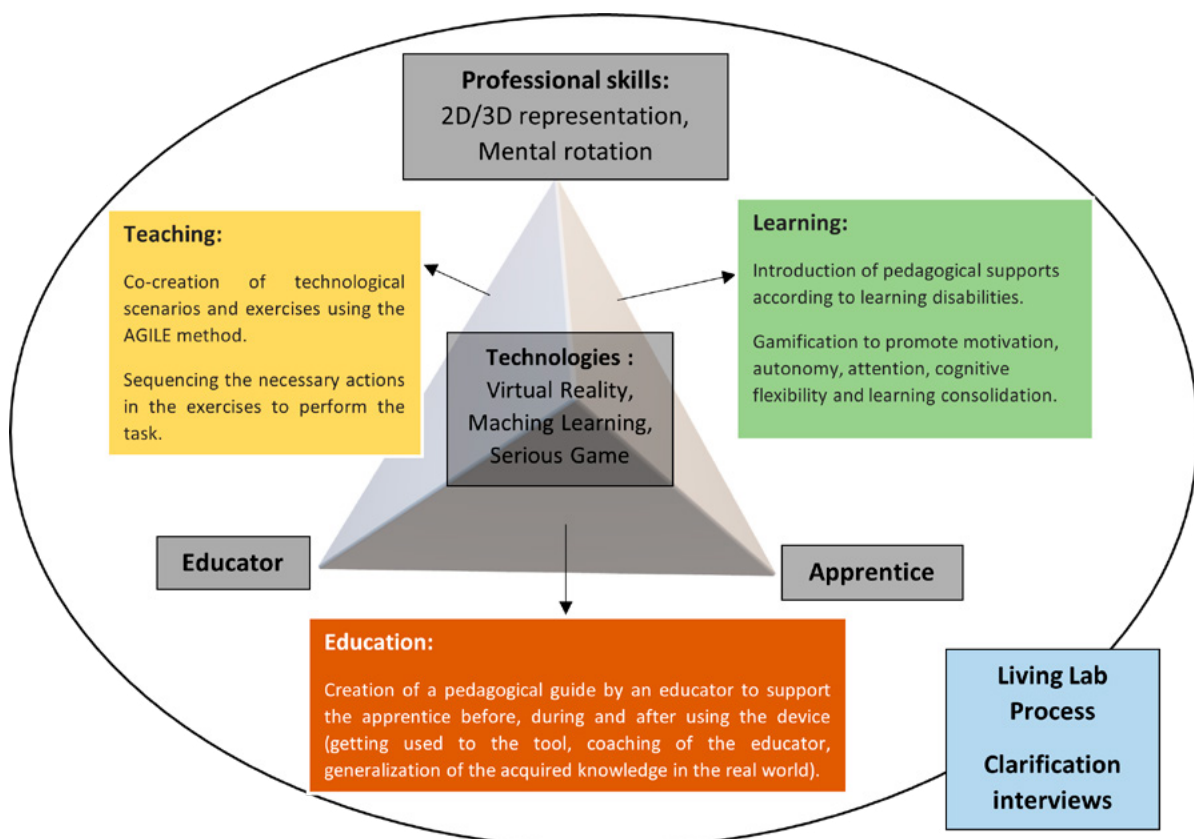 Professional skills:
2D/3D representation,
Mental rotation
Teaching:
Co-creation of technological
scenarios and exercises using the
AGILE method.
Sequencing the necessary actions
in the exercises to perform the
task.
Learning:
Introduction of pedagogical supports
according to learning disabilities.
Gamification to promote motivation,
autonomy, attention, cognitive
flexibility and learning consolidation.
Technologies :
Virtual Reality,
Maching Learning,
Serious Game
Educator
Apprentice
Education:
Creation of a pedagogical guide by an educator to support
the apprentice before, during and after using the device
(getting used to the tool, coaching of the educator,
generalization of the acquired knowledge in the real world).
Living Lab
Process
Clarification
interviews